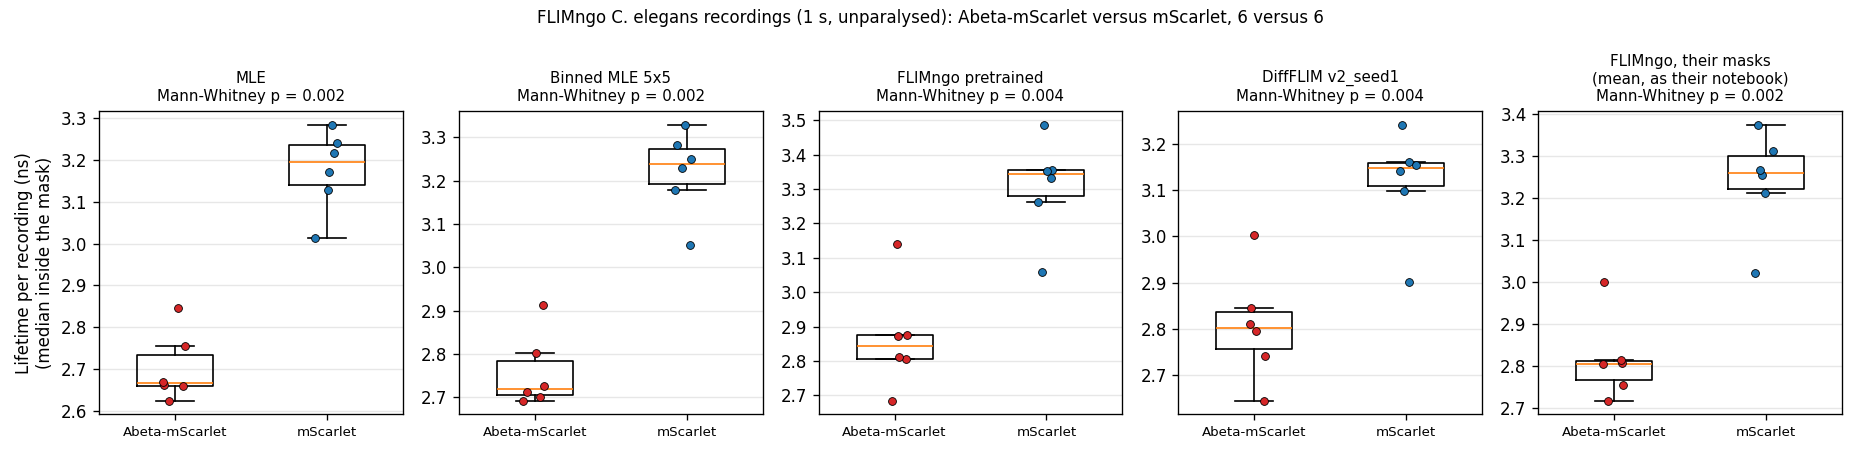 FLIMngo C. elegans recordings (1 s, unparalysed): Abeta-mScarlet versus mScarlet, 6 versus 6
MLE
Mann-Whitney p = 0.002
Lifetime per recording (ns)
(median inside the mask)
3.3
3.2
3.1
3.0
2.9
2.8
2.7
2.6
Abeta-mScarlet
mScarlet
Binned MLE 5x5
Mann-Whitney p = 0.002
3.3
3.2
3.1
3.0
2.9
2.8
2.7
Abeta-mScarlet
mScarlet
FLIMngo pretrained
Mann-Whitney p = 0.004
3.5
3.4
3.3
3.2
3.1
3.0
2.9
2.8
2.7
Abeta-mScarlet
mScarlet
DiffFLIM v2_seed1
Mann-Whitney p = 0.004
3.2
3.1
3.0
2.9
2.8
2.7
Abeta-mScarlet
mScarlet
FLIMngo, their masks
(mean, as their notebook)
Mann-Whitney p = 0.002
3.4
3.3
3.2
3.1
3.0
2.9
2.8
2.7
Abeta-mScarlet
mScarlet